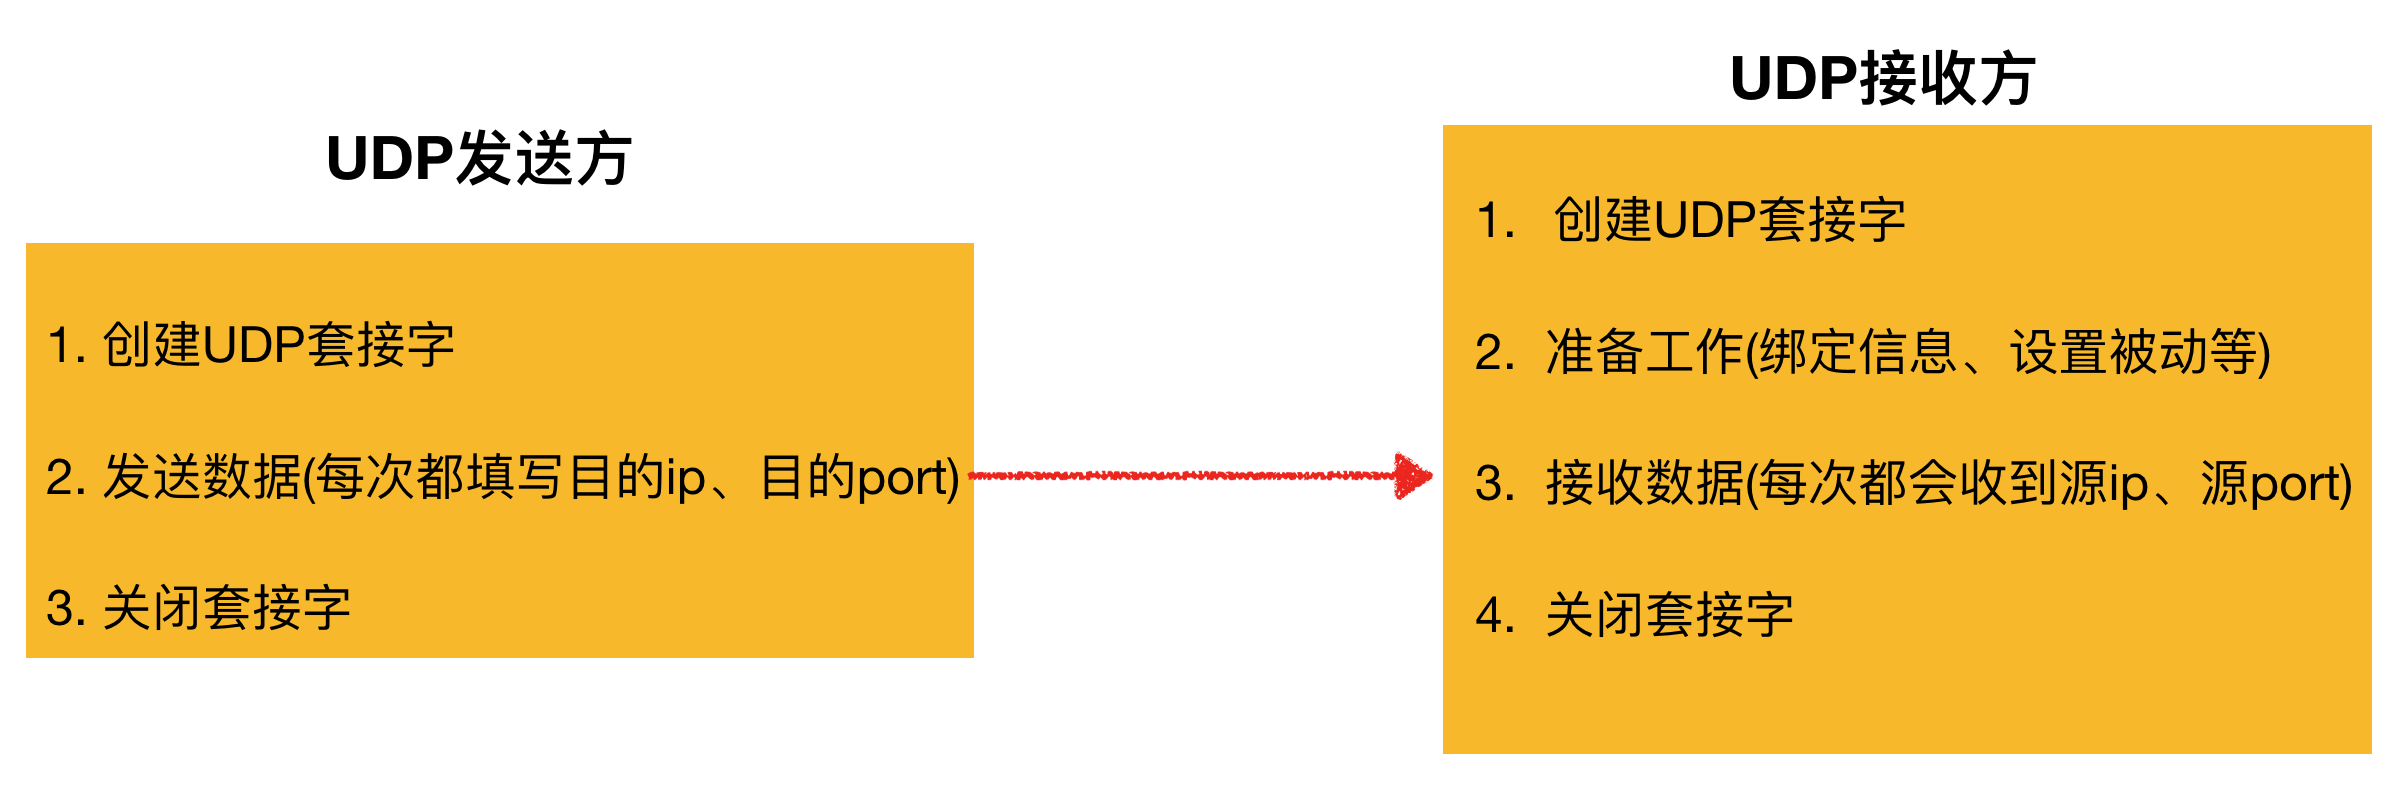 UDP发送方
1. 创建UDP套接字
2. 发送数据(每次都填写目的ip、目的port)
3. 关闭套接字
UDP接收方
1. 创建UDP套接字
2. 准备工作(绑定信息、设置被动等)
3. 接收数据(每次都会收到源ip、源port)
4. 关闭套接字